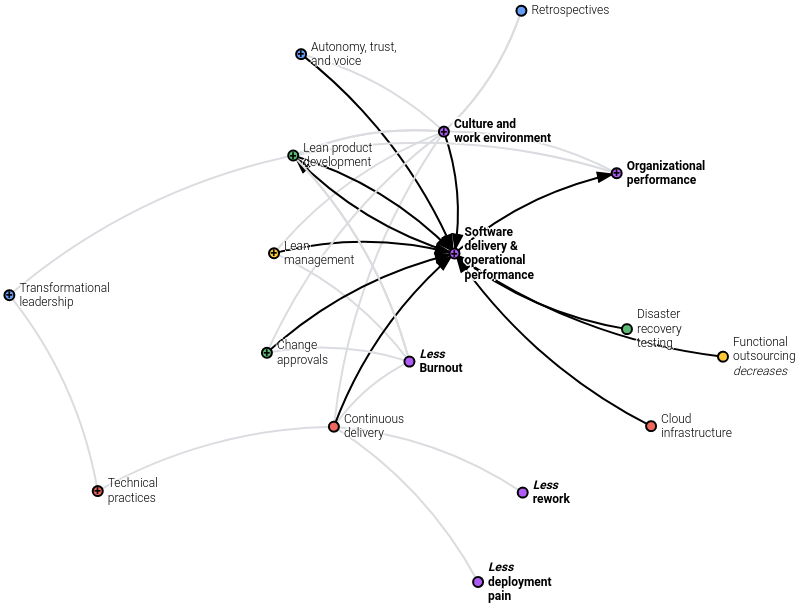 Retrospectives
Autonomy, trust,
and voice
Culture and
work environment
Lean product
development
Organizational
performance
Software
delivery &
operational
performance
Lean
management
Transformational
leadership
Disaster
recovery
testing
Functional
outsourcing
decreases
Change
approvals
Less
Burnout
Continuous
delivery
Cloud
infrastructure
Technical
practices
Less
rework
Less
deployment
pain